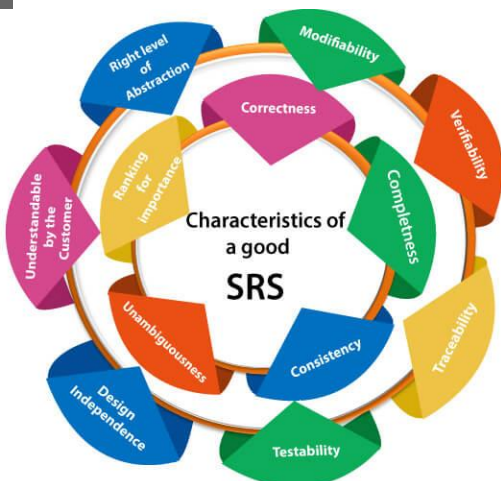 Characteristics of
a good
SRS
Correctness
Completness
Consistency
Unambiguousness
Ranking
for
importance
Modifiability
Verifiability
Traceability
Testability
Design
Independence
Understandable
by the
Customer
Right level
of
Abstraction